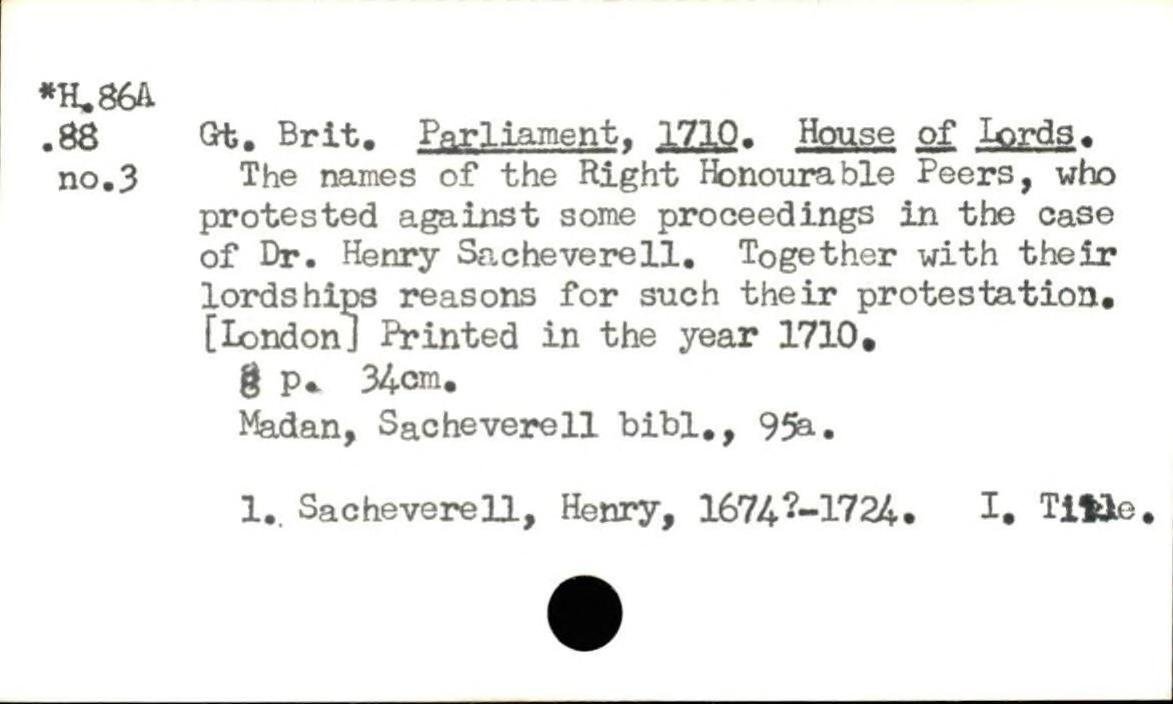 *H.86A
.88 Gt. Brit. Parliament, 1710. House of Lords.
no.3 The names of the Right Honourable Peers, who
protested against some proceedings in the case
of Dr. Henry Sacheverell. Together with their
lordships reasons for such their protestation.
[London] Printed in the year 1710.
8 p. 34cm.
Madan, Sacheverell bibl., 95a.
1. Sacheverell, Henry, 1674?-1724. I. Title.